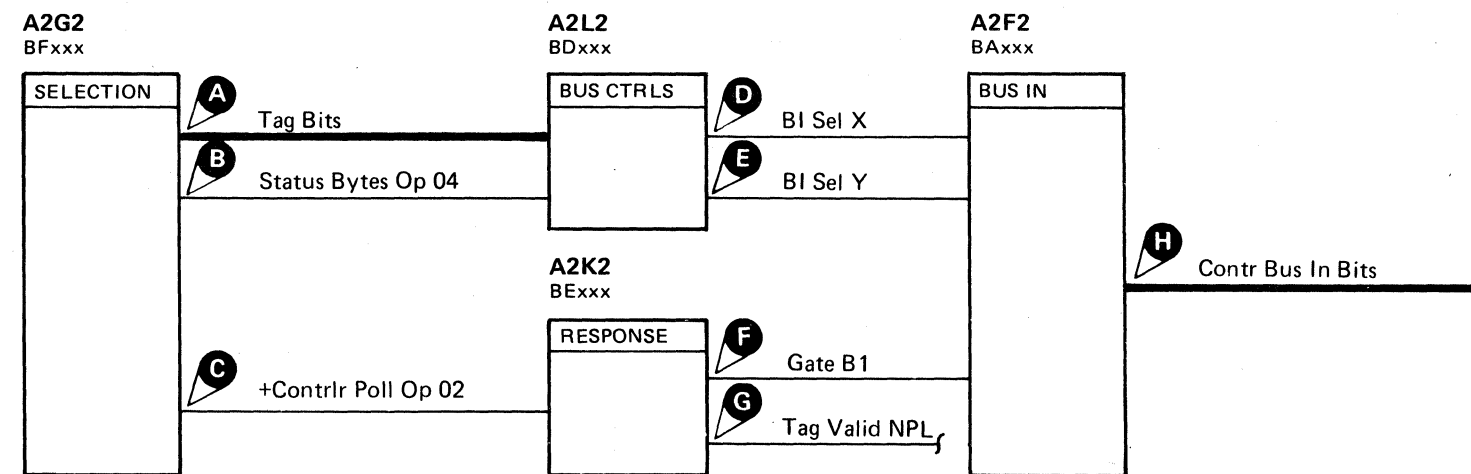 A2G2
BFxxx
SELECTION
A
Tag Bits
B
Status Bytes Op 04
C
+Contrlr Poll Op 02
A2L2
BDxxx
BUS CTRLS
D
BI Sel X
E
BI Sel Y
A2K2
BExxx
RESPONSE
F
Gate B1
G
Tag Valid NPL
A2F2
BAxxx
BUS IN
H
Contr Bus In Bits